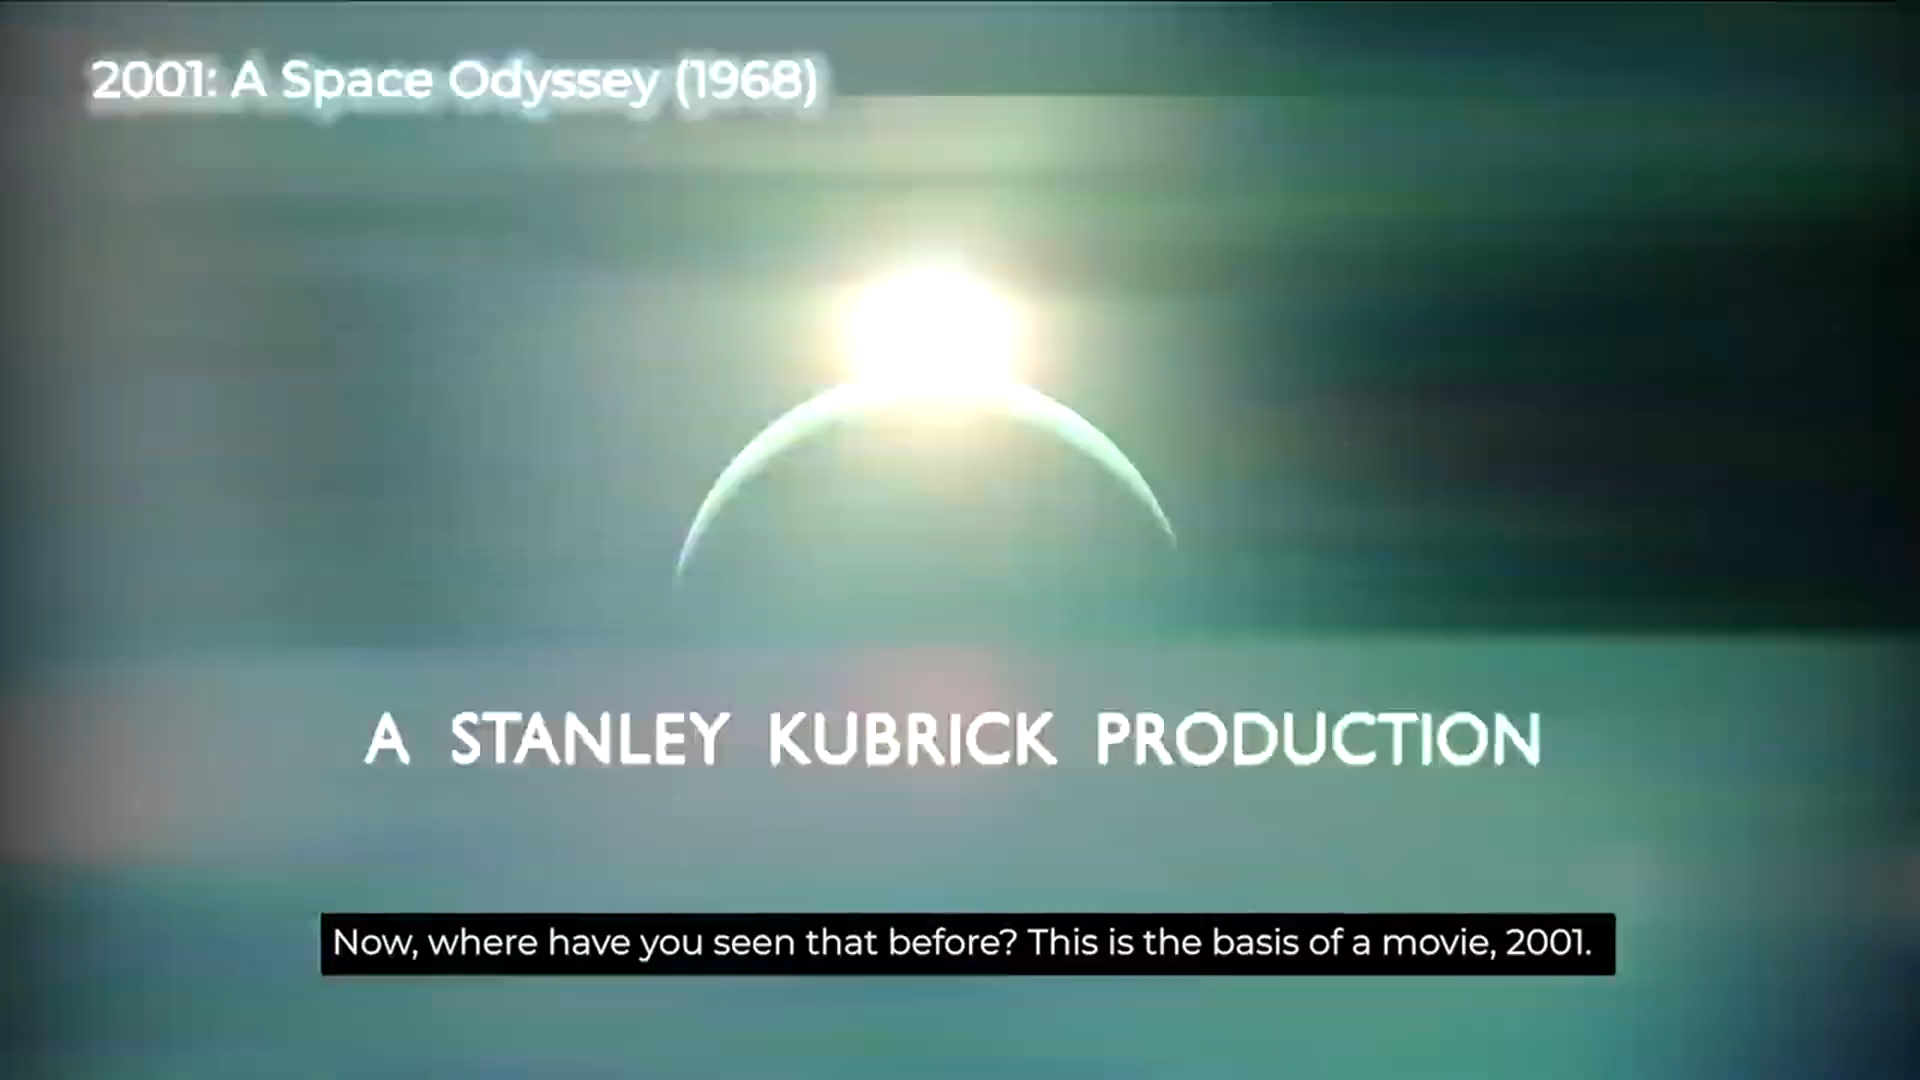 2001: A Space Odyssey (1968)
A STANLEY KUBRICK PRODUCTION
Now, where have you seen that before? This is the basis of a movie, 2001.